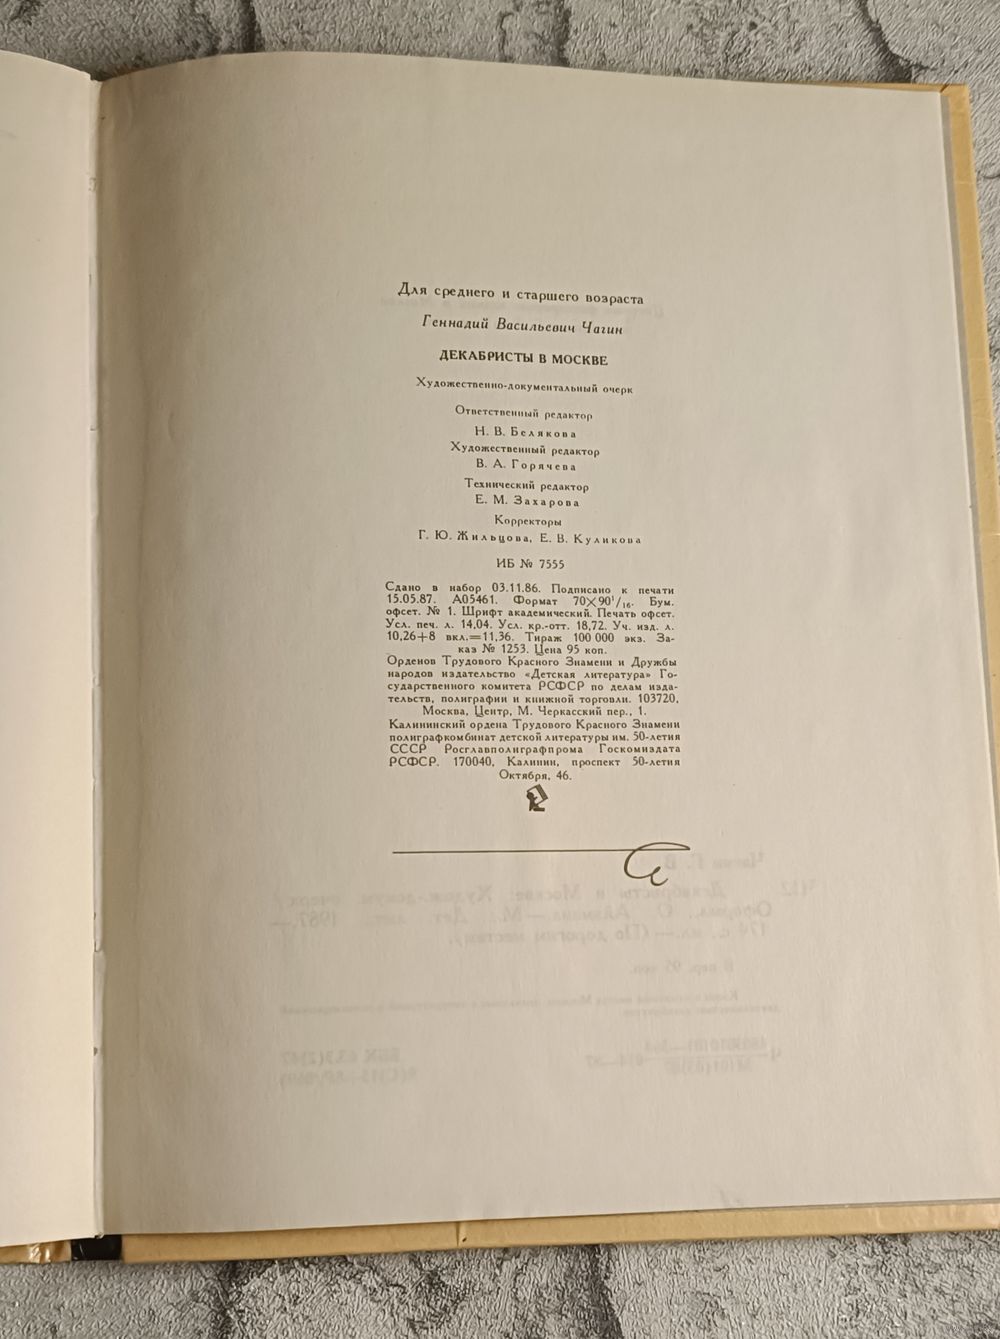 Для среднего и старшего возраста
Геннадий Васильевич Чагин
ДЕКАБРИСТЫ В МОСКВЕ
Художественно-документальный очерк
Ответственный редактор
Н. В. Белякова
Художественный редактор
В. А. Горячева
Технический редактор
Е. М. Захарова
Корректоры
Г. Ю. Жильцова, Е. В. Куликова
ИБ № 7555
Сдано в набор 03.11.86. Подписано к печати
15.05.87. А05461. Формат 70×90¹/₁₆. Бум.
офсет. № 1. Шрифт академический. Печать офсет.
Усл. печ. л. 14,04. Усл. кр.-отт. 18,72. Уч. изд. л.
10,26+8 вкл.=11,36. Тираж 100 000 экз. За-
каз № 1253. Цена 95 коп.
Орденов Трудового Красного Знамени и Дружбы
народов издательство «Детская литература» Го-
сударственного комитета РСФСР по делам изда-
тельств, полиграфии и книжной торговли. 103720,
Москва, Центр, М. Черкасский пер., 1.
Калининский ордена Трудового Красного Знамени
полиграфкомбинат детской литературы им. 50-летия
СССР Росглавполиграфпрома Госкомиздата
РСФСР. 170040, Калинин, проспект 50-летия
Октября, 46.